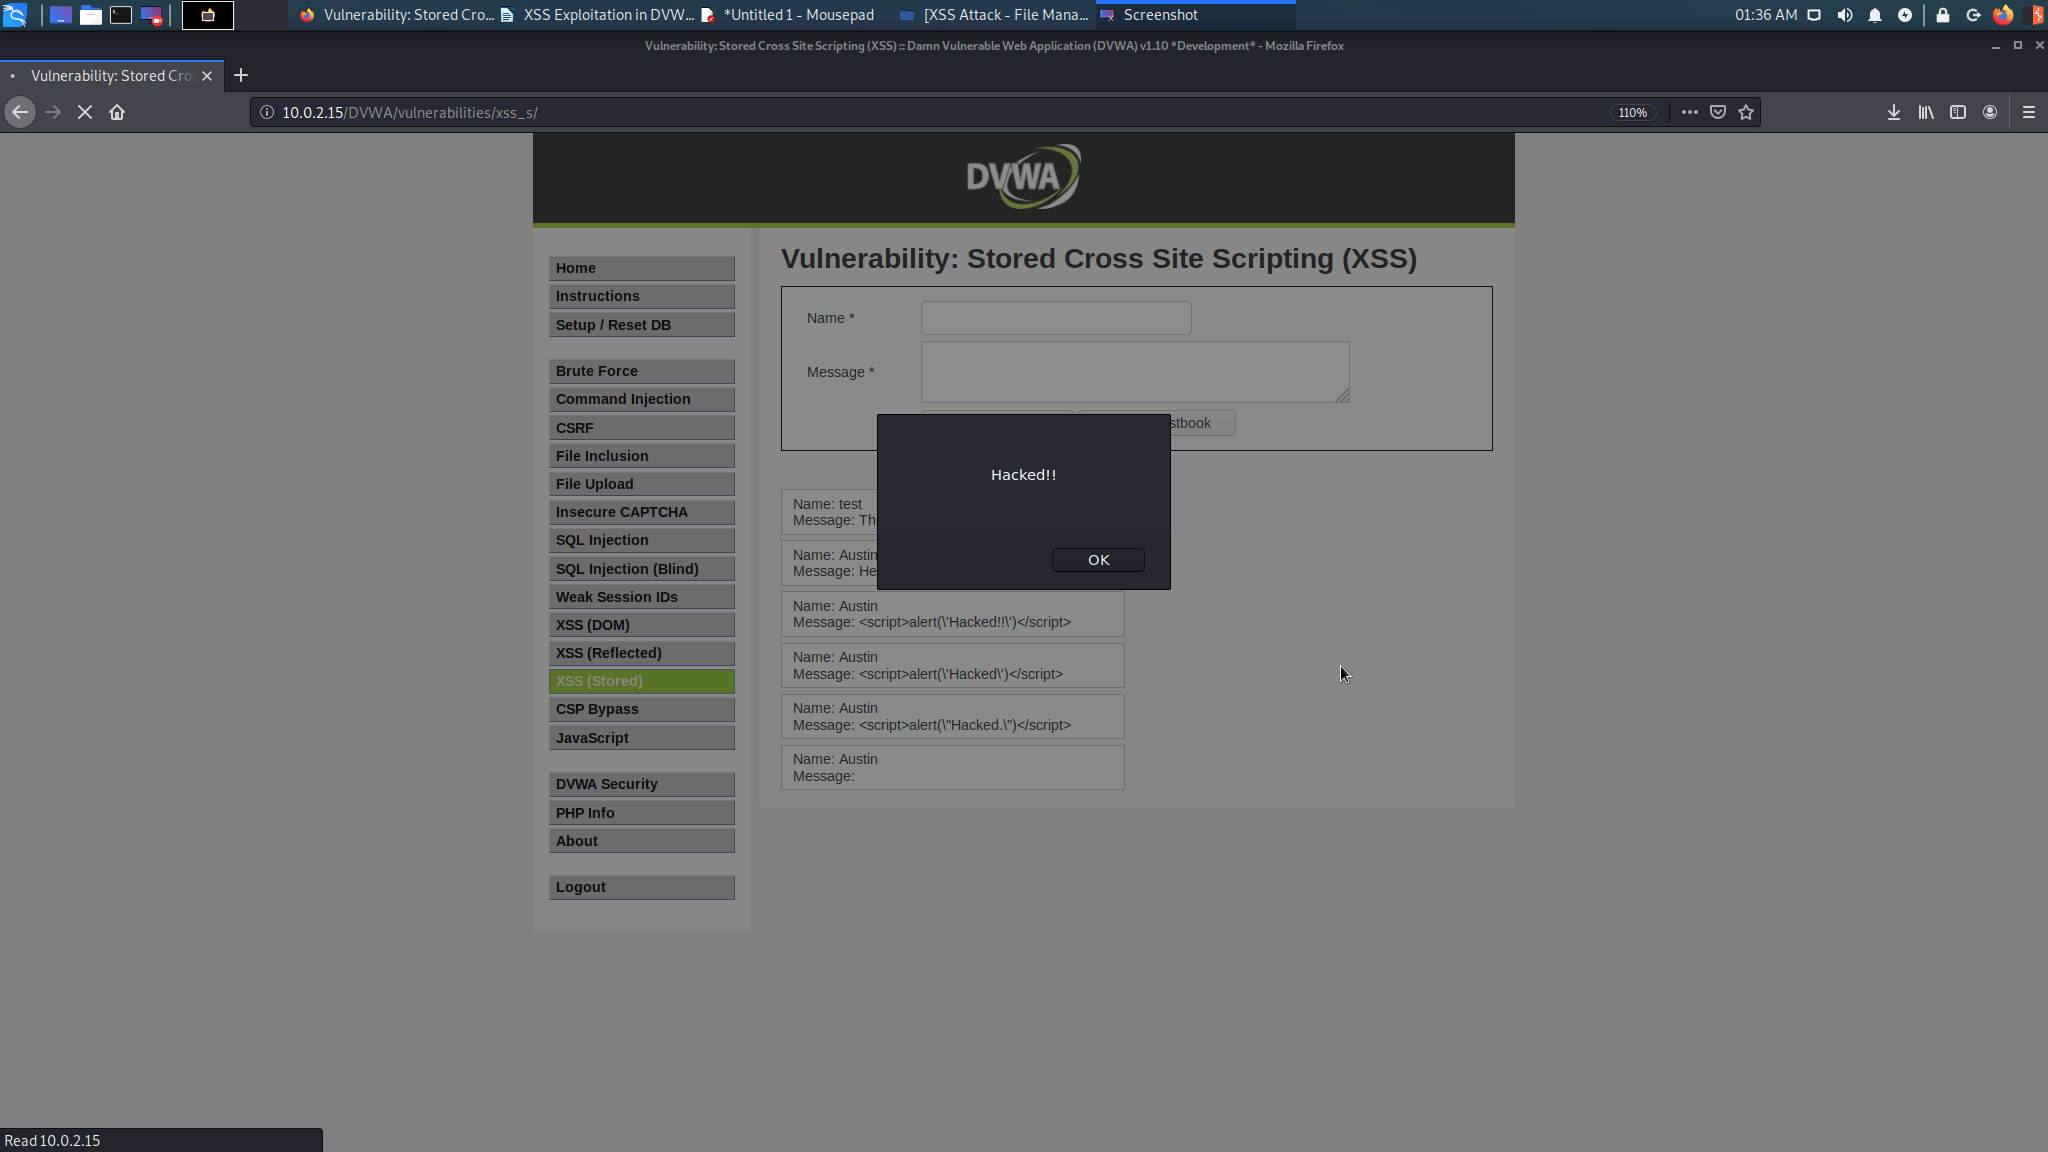 Vulnerability: Stored Cro...
XSS Exploitation in DVW...
*Untitled 1 - Mousepad
[XSS Attack - File Mana...
Screenshot
01:36 AM
Vulnerability: Stored Cross Site Scripting (XSS) :: Damn Vulnerable Web Application (DVWA) v1.10 *Development* - Mozilla Firefox
Vulnerability: Stored Cro
10.0.2.15/DVWA/vulnerabilities/xss_s/
110%
DVWA
Home
Instructions
Setup / Reset DB
Brute Force
Command Injection
CSRF
File Inclusion
File Upload
Insecure CAPTCHA
SQL Injection
SQL Injection (Blind)
Weak Session IDs
XSS (DOM)
XSS (Reflected)
XSS (Stored)
CSP Bypass
JavaScript
DVWA Security
PHP Info
About
Logout
Vulnerability: Stored Cross Site Scripting (XSS)
Name *
Message *
stbook
Hacked!!
OK
Name: test
Message: Th
Name: Austin
Message: He
Name: Austin
Message: <script>alert(\'Hacked!!\')</script>
Name: Austin
Message: <script>alert(\'Hacked\')</script>
Name: Austin
Message: <script>alert(\"Hacked.\")</script>
Name: Austin
Message:
Read 10.0.2.15